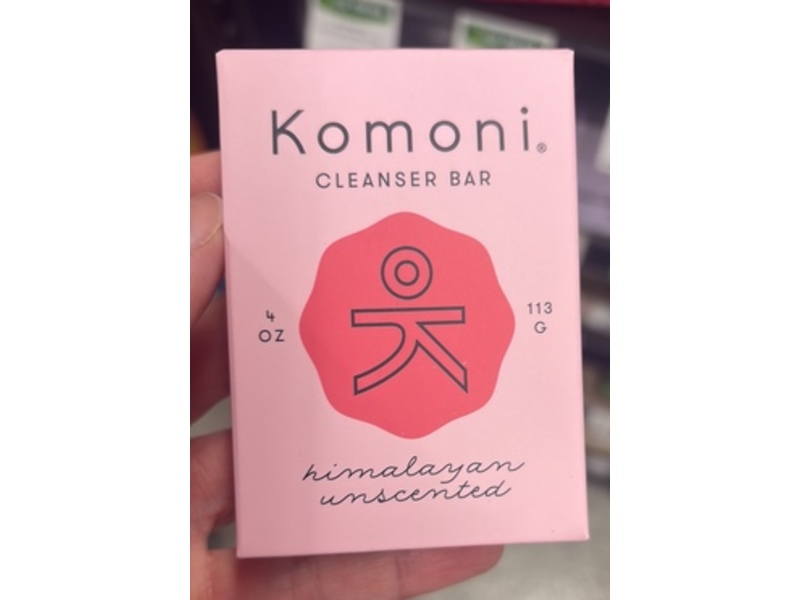 Komoni®
CLEANSER BAR
4
OZ
113
G
himalayan
unscented